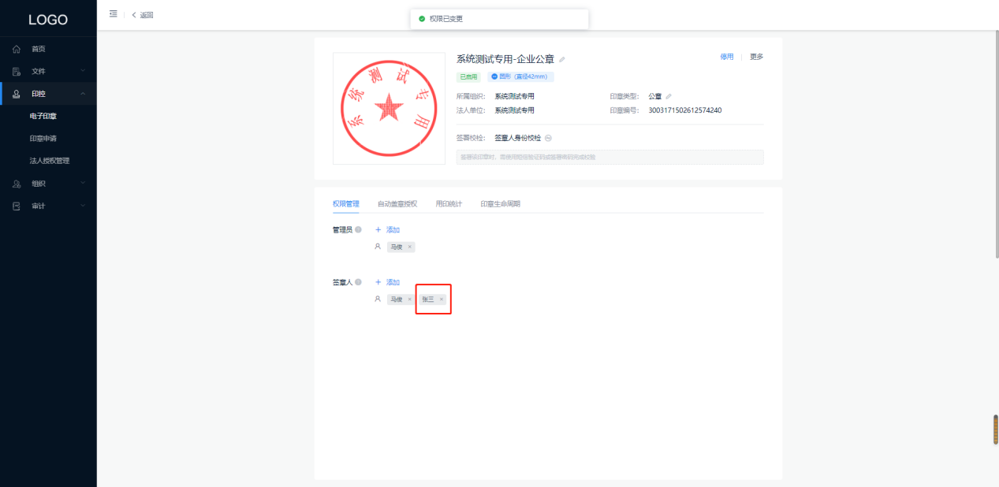 LOGO
首页
文件
印控
电子印章
印章申请
法人授权管理
组织
审计
返回
权限已变更
系统测试专用
系统测试专用-企业公章
停用 更多
已启用 圆形（直径42mm）
所属组织： 系统测试专用 印章类型： 公章
法人单位： 系统测试专用 印章编号： 3003171502612574240
签署校检： 签章人身份校检
签署该印章时，需使用短信验证码或签署密码完成校验
权限管理 自动盖章授权 用印统计 印章生命周期
管理员 + 添加
马俊 ×
签章人 + 添加
马俊 × 张三 ×